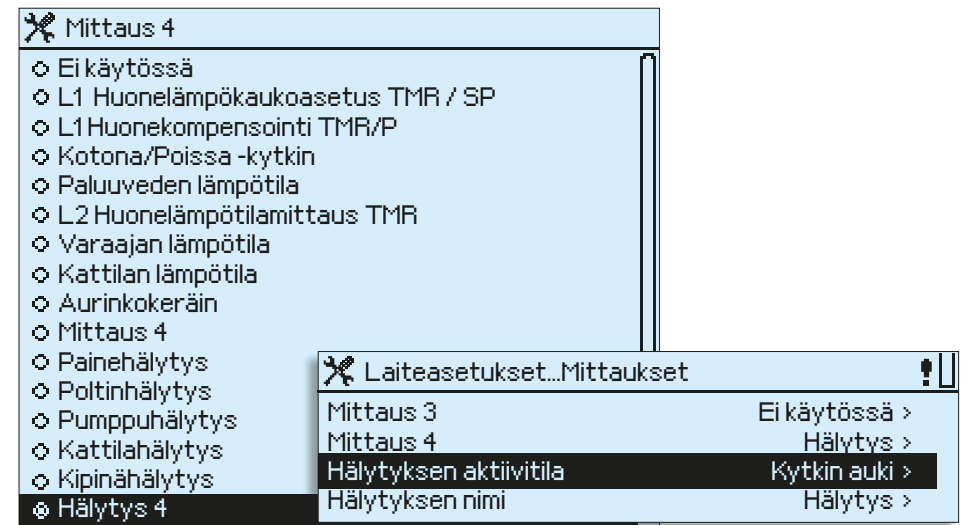 Mittaus 4
Ei käytössä
L1 Huonelämpökaukoasetus TMR / SP
L1 Huonekompensointi TMR/P
Kotona/Poissa -kytkin
Paluuveden lämpötila
L2 Huonelämpötilamittaus TMR
Varaajan lämpötila
Kattilan lämpötila
Aurinkokeräin
Mittaus 4
Painehälytys
Poltinhälytys
Pumppuhälytys
Kattilahälytys
Kipinähälytys
Hälytys 4
Laiteasetukset...Mittaukset !
Mittaus 3 Ei käytössä >
Mittaus 4 Hälytys >
Hälytyksen aktiivitila Kytkin auki >
Hälytyksen nimi Hälytys >